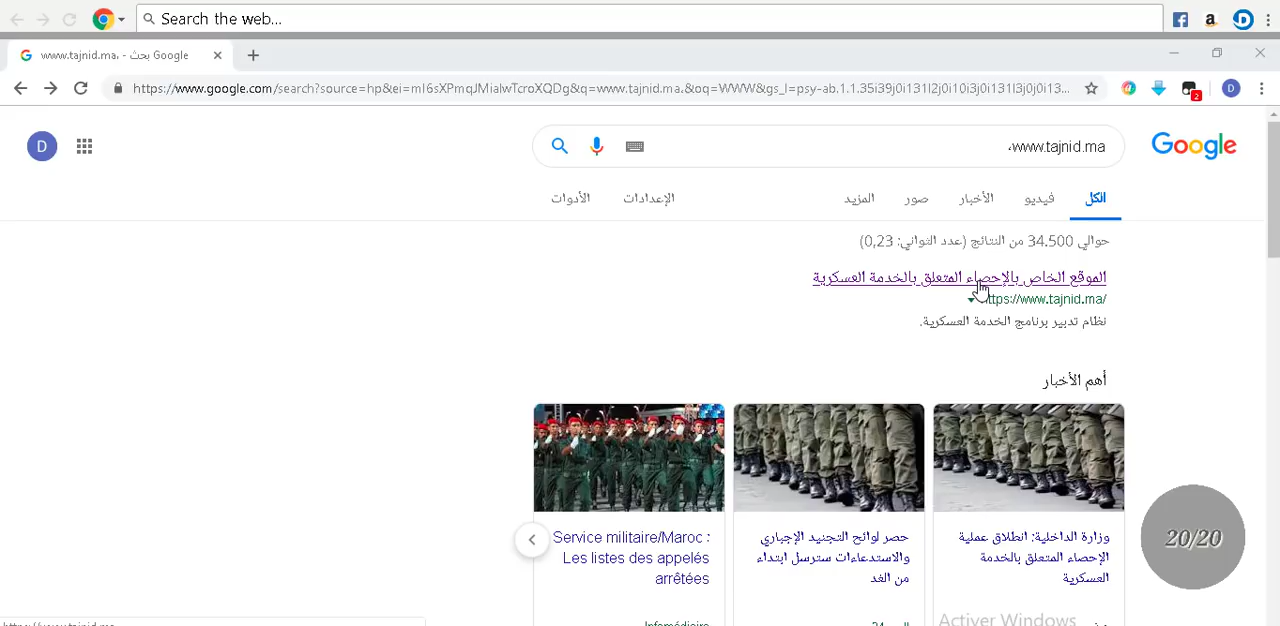 Search the web...
www.tajnid.ma، - بحث Google
https://www.google.com/search?source=hp&ei=mI6sXPmqJMialwTcroXQDg&q=www.tajnid.ma،&oq=WWW&gs_l=psy-ab.1.1.35i39j0i131l2j0i10i3j0i131l3j0j0i13...
2
D
D
www.tajnid.ma،
Google
الكل
فيديو
الأخبار
صور
المزيد
الإعدادات
الأدوات
حوالي 34.500 من النتائج (عدد الثواني: 0,23)
الموقع الخاص بالإحصاء المتعلق بالخدمة العسكرية
https://www.tajnid.ma/
نظام تدبير برنامج الخدمة العسكرية.
أهم الأخبار
وزارة الداخلية: انطلاق عملية
الإحصاء المتعلق بالخدمة
العسكرية
حصر لوائح التجنيد الإجباري
والاستدعاءات سترسل ابتداء
من الغد
Service militaire/Maroc :
Les listes des appelés
arrêtées
Infomédiaire
20/20
Activer Windows